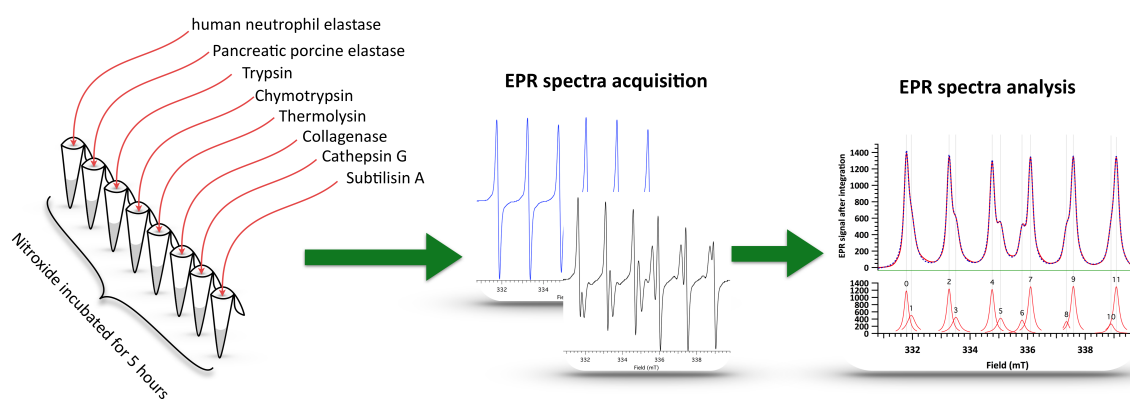 human neutrophil elastase
Pancreatic porcine elastase
Trypsin
Chymotrypsin
Thermolysin
Collagenase
Cathepsin G
Subtilisin A
Nitroxide incubated for 5 hours
EPR spectra acquisition
332 334
Fi
332 334 336 338
Field (mT)
EPR spectra analysis
EPR signal after integration
1400
1200
1000
800
600
400
200
0
1400
1200
1000
800
600
400
200
0
0 1 2 3 4 5 6 7 8 9 10 11
332 334 336 338
Field (mT)